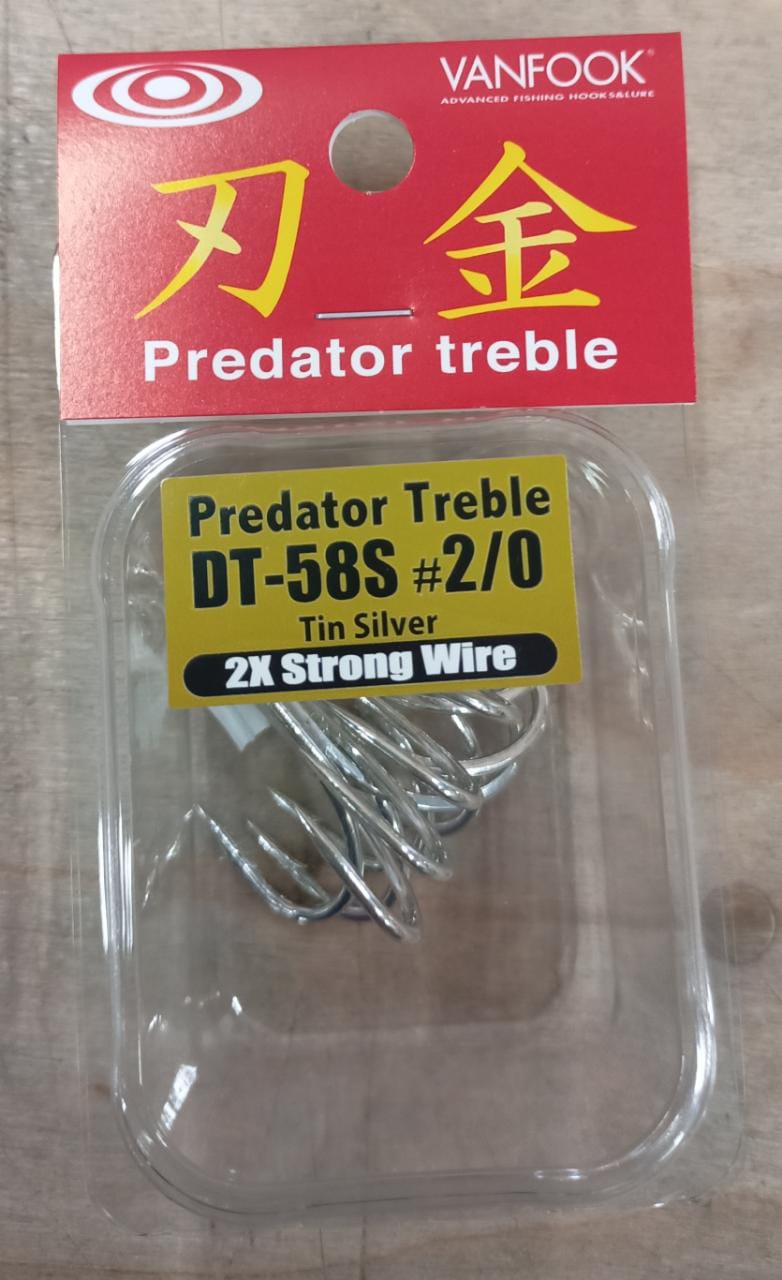 VANFOOK®
ADVANCED FISHING HOOKS&LURE
刃金
Predator treble
Predator Treble
DT-58S #2/0
Tin Silver
2X Strong Wire